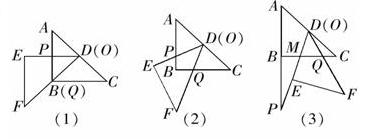 A
E
P
D(O)
B(Q)
C
F
(1)
A
D(O)
P
E
B
Q
C
F
(2)
A
D(O)
B
M
Q
C
E
P
F
(3)